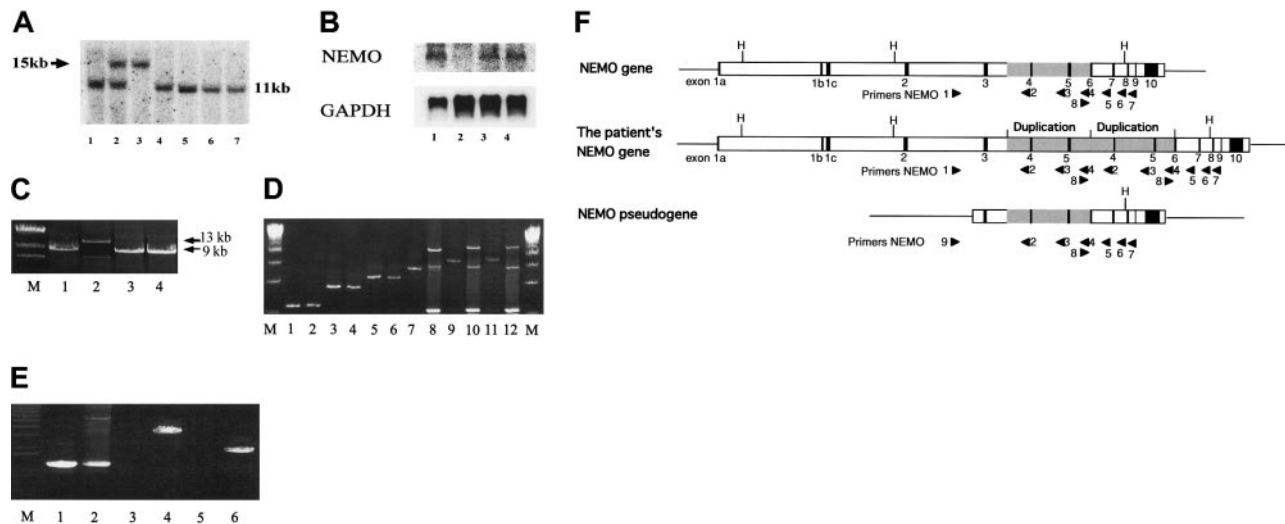 A
15kb
11kb
1 2 3 4 5 6 7
B
NEMO
GAPDH
1 2 3 4
C
13 kb
9 kb
M 1 2 3 4
D
M 1 2 3 4 5 6 7 8 9 10 11 12 M
E
M 1 2 3 4 5 6
F
H H H
NEMO gene
exon 1a 1b 1c 2 3 4 5 6 7 8 9 10
Primers NEMO 1 2 3 4 5 6 7
8
H H Duplication Duplication H
The patient's
NEMO gene
exon 1a 1b 1c 2 3 4 5 4 5 6 7 8 9 10
Primers NEMO 1 2 3 4 2 3 4 5 6 7
8 8
H
NEMO pseudogene
Primers NEMO 9 2 3 4 5 6 7
8